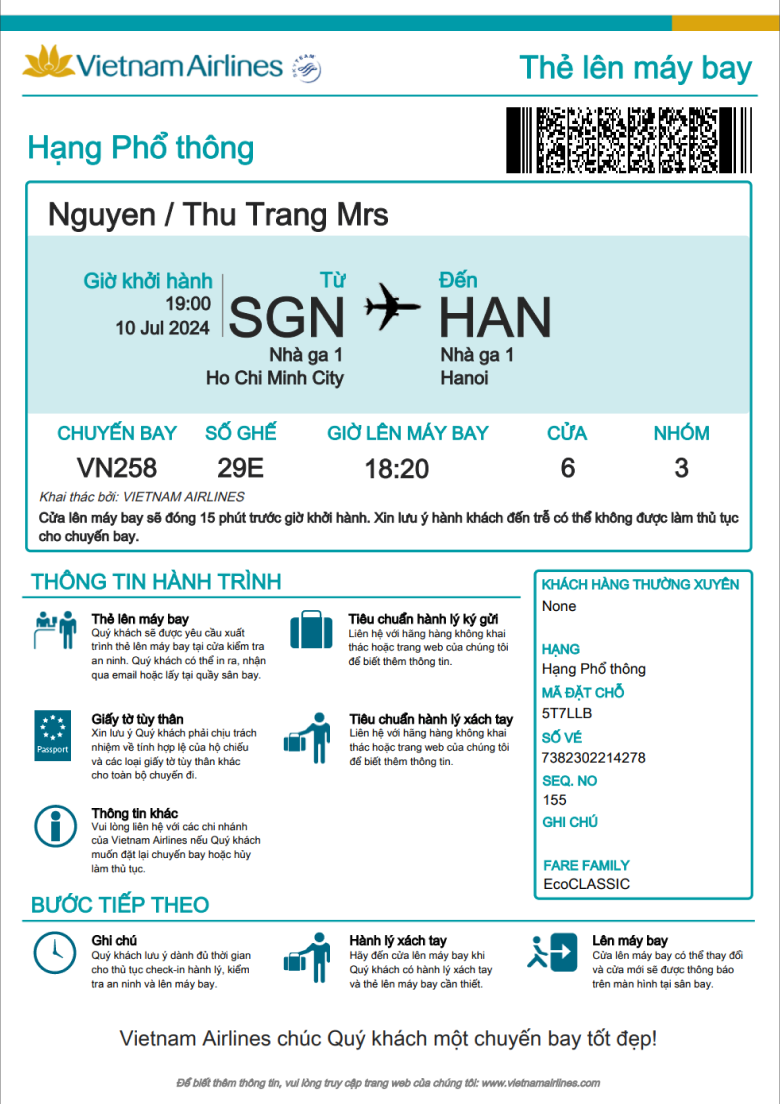 Vietnam Airlines SKYTEAM
Thẻ lên máy bay
Hạng Phổ thông
Nguyen / Thu Trang Mrs
Giờ khởi hành
19:00
10 Jul 2024
Từ
SGN
Nhà ga 1
Ho Chi Minh City
Đến
HAN
Nhà ga 1
Hanoi
CHUYẾN BAY SỐ GHẾ GIỜ LÊN MÁY BAY CỬA NHÓM
VN258 29E 18:20 6 3
Khai thác bởi: VIETNAM AIRLINES
Cửa lên máy bay sẽ đóng 15 phút trước giờ khởi hành. Xin lưu ý hành khách đến trễ có thể không được làm thủ tục
cho chuyến bay.
THÔNG TIN HÀNH TRÌNH
Thẻ lên máy bay
Quý khách sẽ được yêu cầu xuất
trình thẻ lên máy bay tại cửa kiểm tra
an ninh. Quý khách có thể in ra, nhận
qua email hoặc lấy tại quầy sân bay.
Tiêu chuẩn hành lý ký gửi
Liên hệ với hãng hàng không khai
thác hoặc trang web của chúng tôi
để biết thêm thông tin.
Passport
Giấy tờ tùy thân
Xin lưu ý Quý khách phải chịu trách
nhiệm về tính hợp lệ của hộ chiếu
và các loại giấy tờ tùy thân khác
cho toàn bộ chuyến đi.
Tiêu chuẩn hành lý xách tay
Liên hệ với hãng hàng không khai
thác hoặc trang web của chúng tôi
để biết thêm thông tin.
Thông tin khác
Vui lòng liên hệ với các chi nhánh
của Vietnam Airlines nếu Quý khách
muốn đặt lại chuyến bay hoặc hủy
làm thủ tục.
KHÁCH HÀNG THƯỜNG XUYÊN
None
HẠNG
Hạng Phổ thông
MÃ ĐẶT CHỖ
5T7LLB
SỐ VÉ
7382302214278
SEQ. NO
155
GHI CHÚ
FARE FAMILY
EcoCLASSIC
BƯỚC TIẾP THEO
Ghi chú
Quý khách lưu ý dành đủ thời gian
cho thủ tục check-in hành lý, kiểm
tra an ninh và lên máy bay.
Hành lý xách tay
Hãy đến cửa lên máy bay khi
Quý khách có hành lý xách tay
và thẻ lên máy bay cần thiết.
Lên máy bay
Cửa lên máy bay có thể thay đổi
và cửa mới sẽ được thông báo
trên màn hình tại sân bay.
Vietnam Airlines chúc Quý khách một chuyến bay tốt đẹp!
Để biết thêm thông tin, vui lòng truy cập trang web của chúng tôi: www.vietnamairlines.com